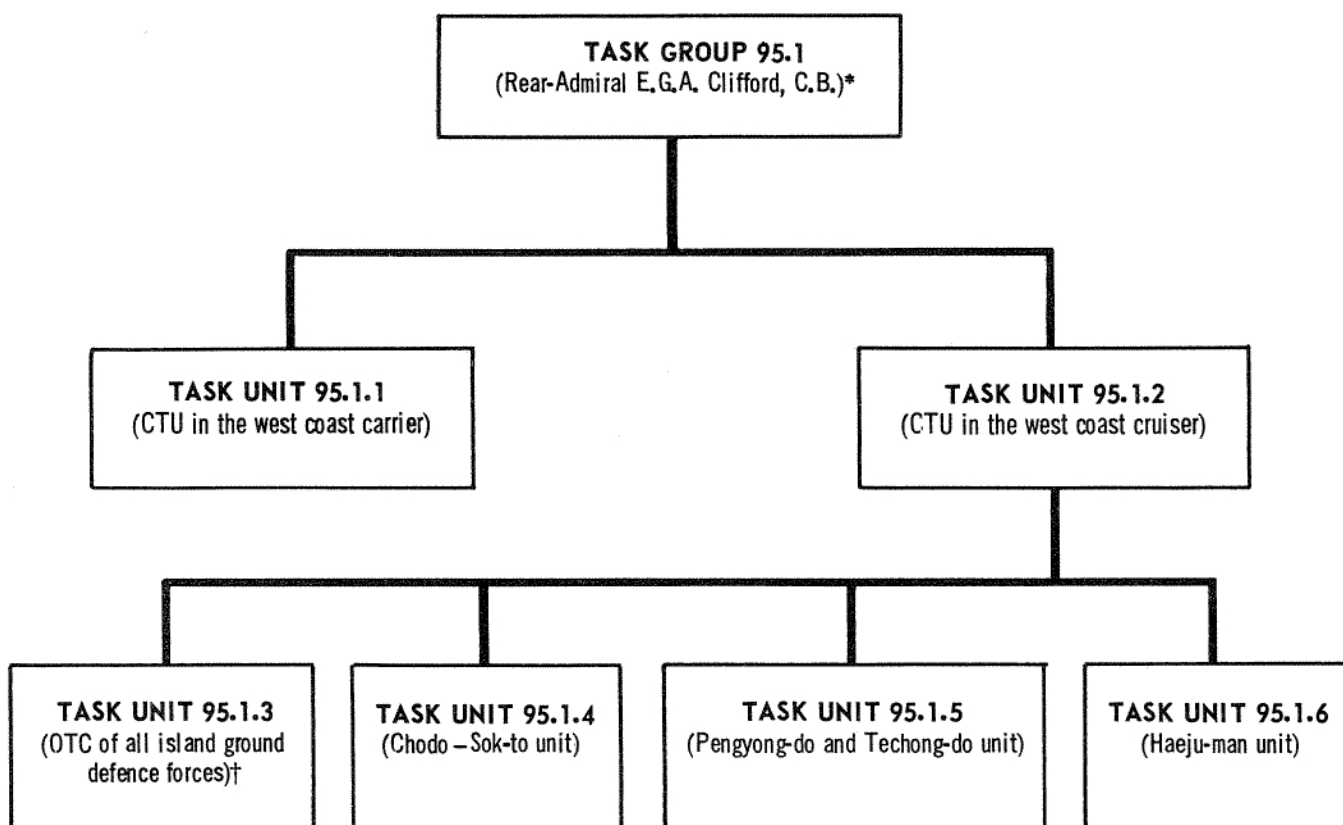 TASK GROUP 95.1
(Rear-Admiral E.G.A. Clifford, C.B.)*
TASK UNIT 95.1.1
(CTU in the west coast carrier)
TASK UNIT 95.1.2
(CTU in the west coast cruiser)
TASK UNIT 95.1.3
(OTC of all island ground
defence forces)†
TASK UNIT 95.1.4
(Chodo – Sok-to unit)
TASK UNIT 95.1.5
(Pengyong-do and Techong-do unit)
TASK UNIT 95.1.6
(Haeju-man unit)